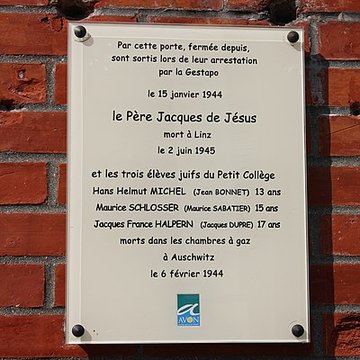 Par cette porte, fermée depuis,
sont sortis lors de leur arrestation
par la Gestapo
le 15 janvier 1944
le Père Jacques de Jésus
mort à Linz
le 2 juin 1945
et les trois élèves juifs du Petit Collège
Hans Helmut MICHEL (Jean BONNET) 13 ans
Maurice SCHLOSSER (Maurice SABATIER) 15 ans
Jacques France HALPERN (Jacques DUPRE) 17 ans
morts dans les chambres à gaz
à Auschwitz
le 6 février 1944
AVON